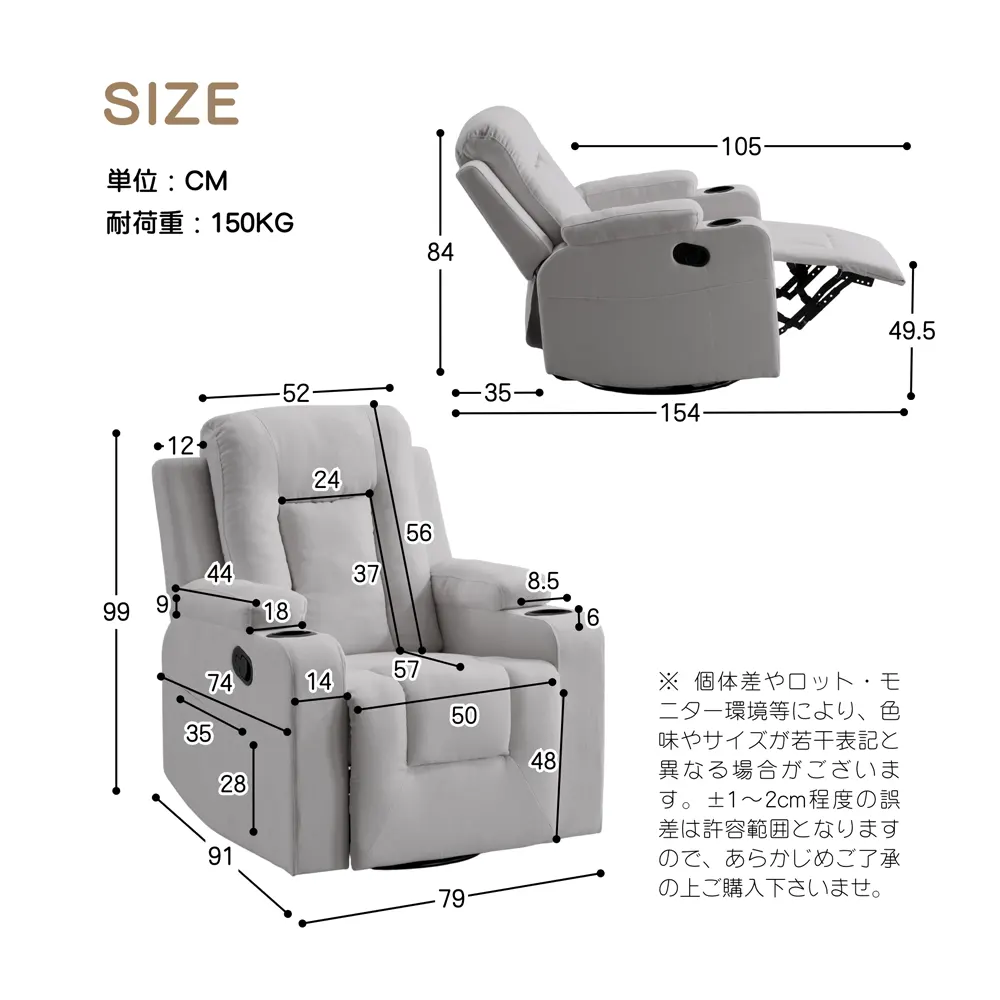 SIZE
単位：CM
耐荷重：150KG
105
84
49.5
35
154
52
12
24
56
44
37
8.5
9
18
99
6
57
74
14
50
35
48
28
91
79
※ 個体差やロット・モ
ニター環境等により、色
味やサイズが若干表記と
異なる場合がございま
す。±1～2cm程度の誤
差は許容範囲となります
ので、あらかじめご了承
の上ご購入下さいませ。